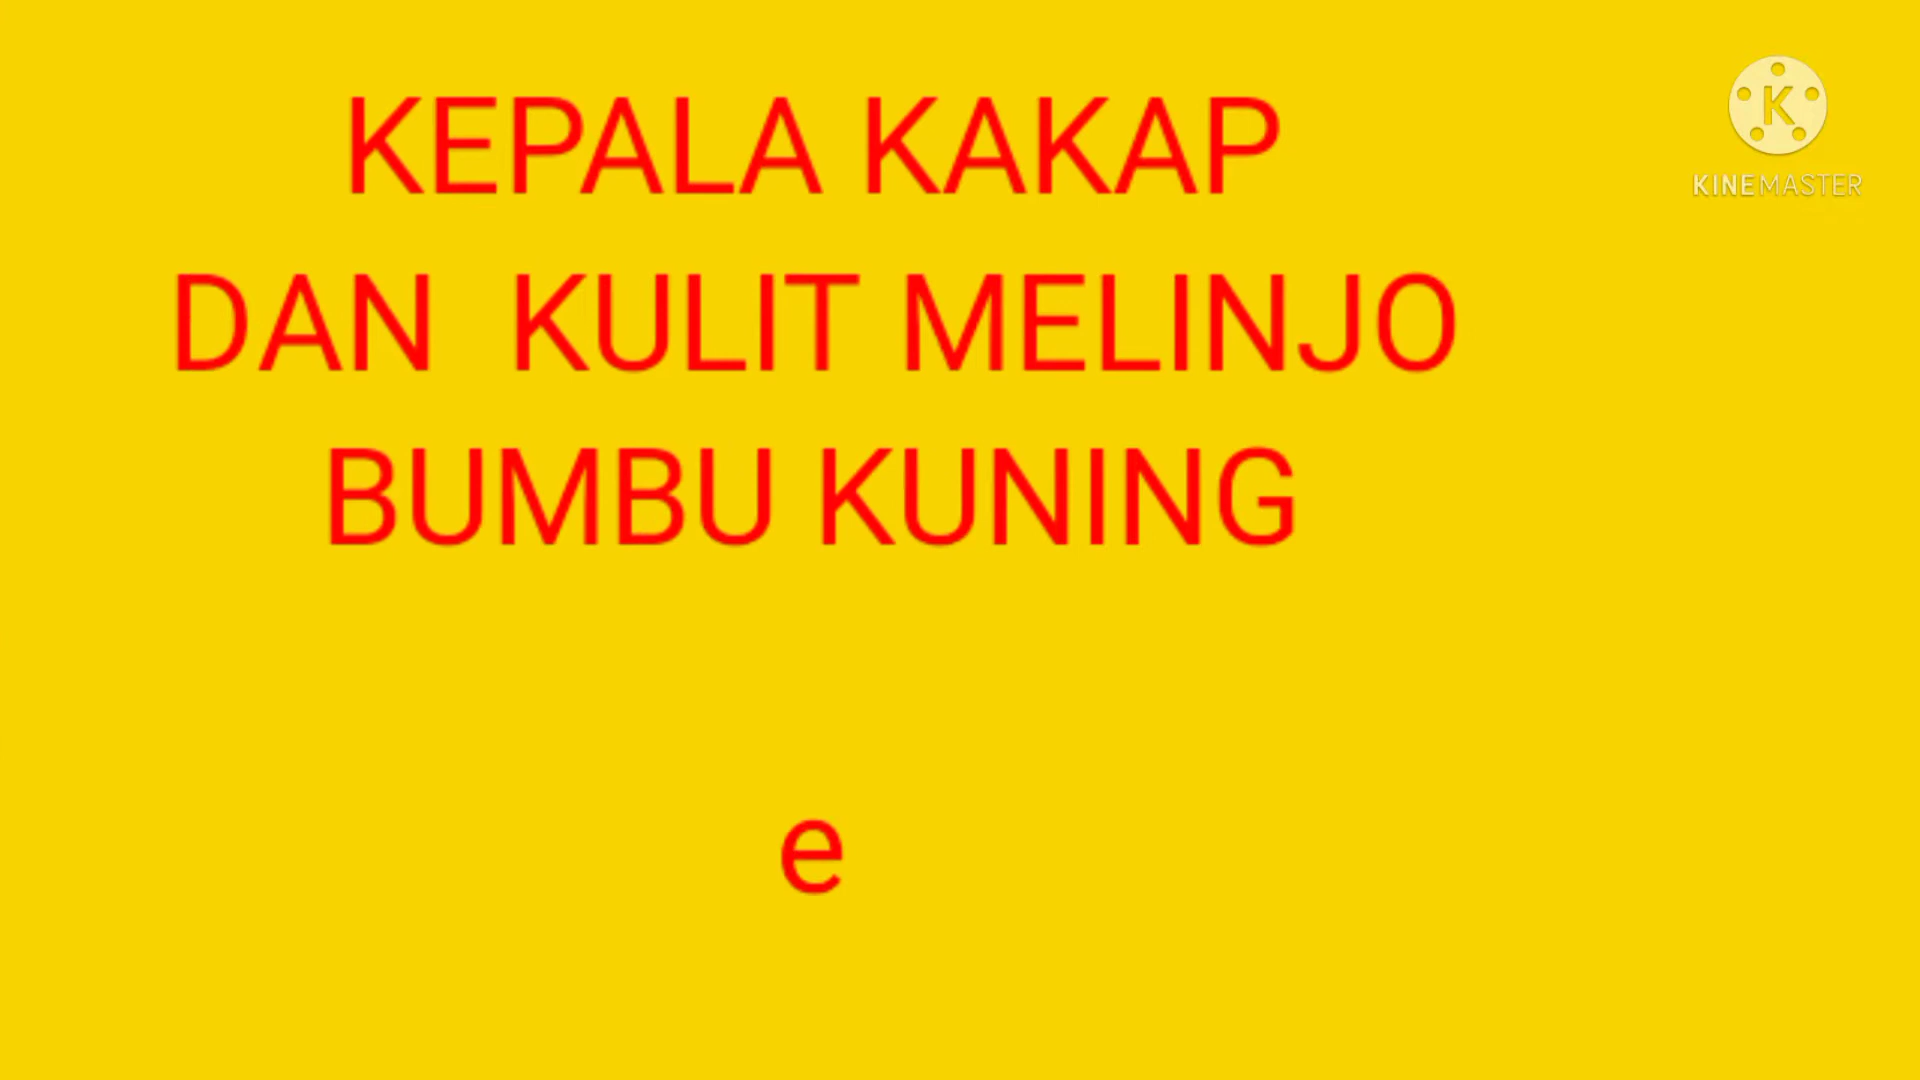 KEPALA KAKAP
DAN  KULIT MELINJO
BUMBU KUNING
e
K
KINEMASTER